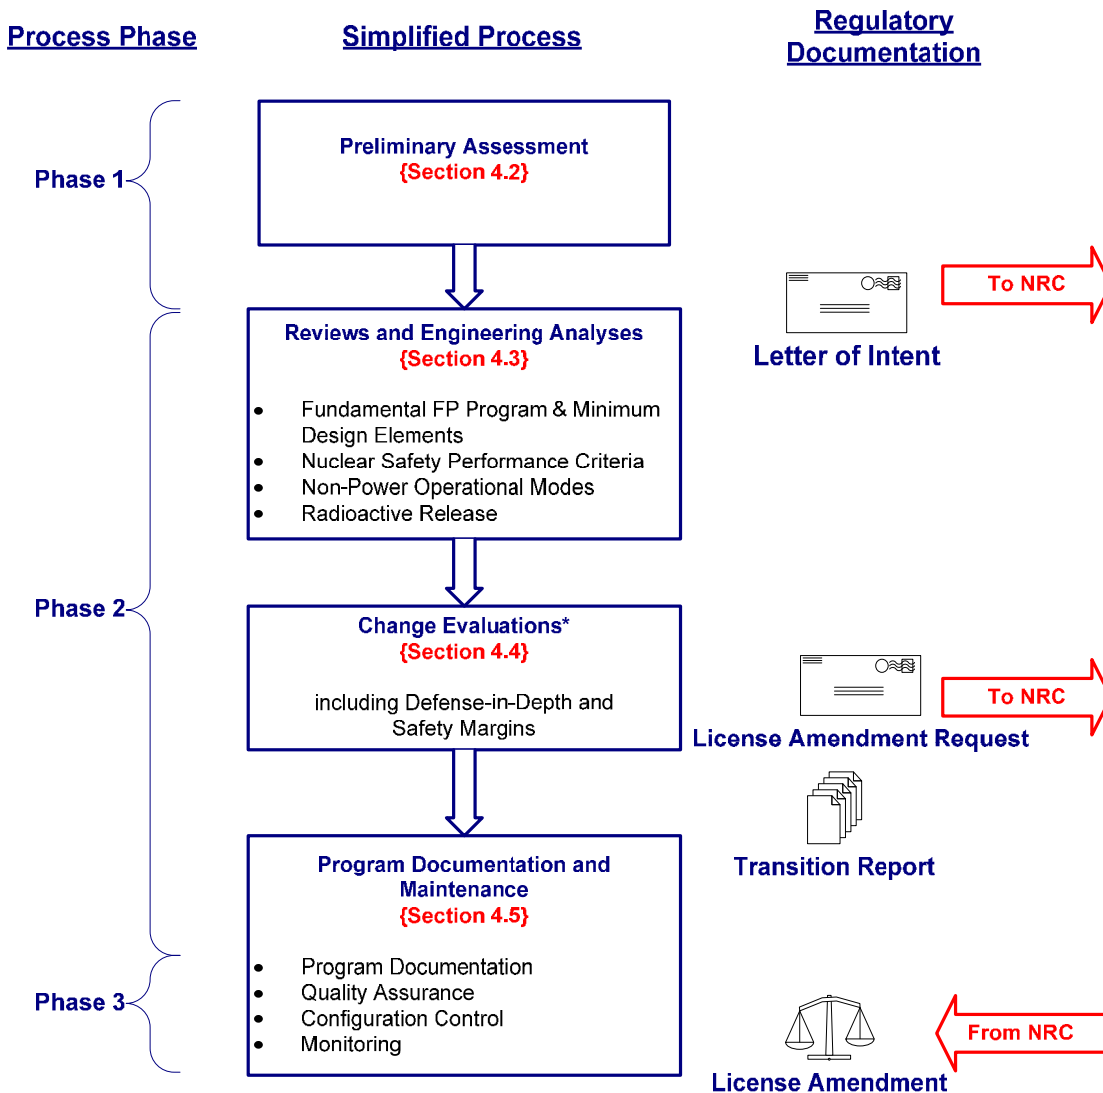 Process Phase
Simplified Process
Regulatory
Documentation
Phase 1
Preliminary Assessment
{Section 4.2}
To NRC
Letter of Intent
Reviews and Engineering Analyses
{Section 4.3}
• Fundamental FP Program & Minimum
Design Elements
• Nuclear Safety Performance Criteria
• Non-Power Operational Modes
• Radioactive Release
Phase 2
Change Evaluations*
{Section 4.4}
including Defense-in-Depth and
Safety Margins
To NRC
License Amendment Request
Transition Report
Program Documentation and
Maintenance
{Section 4.5}
• Program Documentation
• Quality Assurance
• Configuration Control
• Monitoring
Phase 3
From NRC
License Amendment